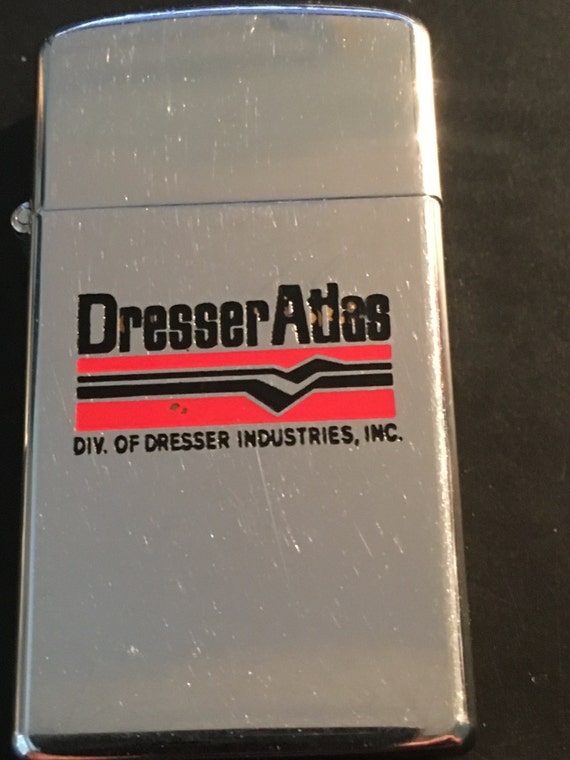 DresserAtlas
DIV. OF DRESSER INDUSTRIES, INC.